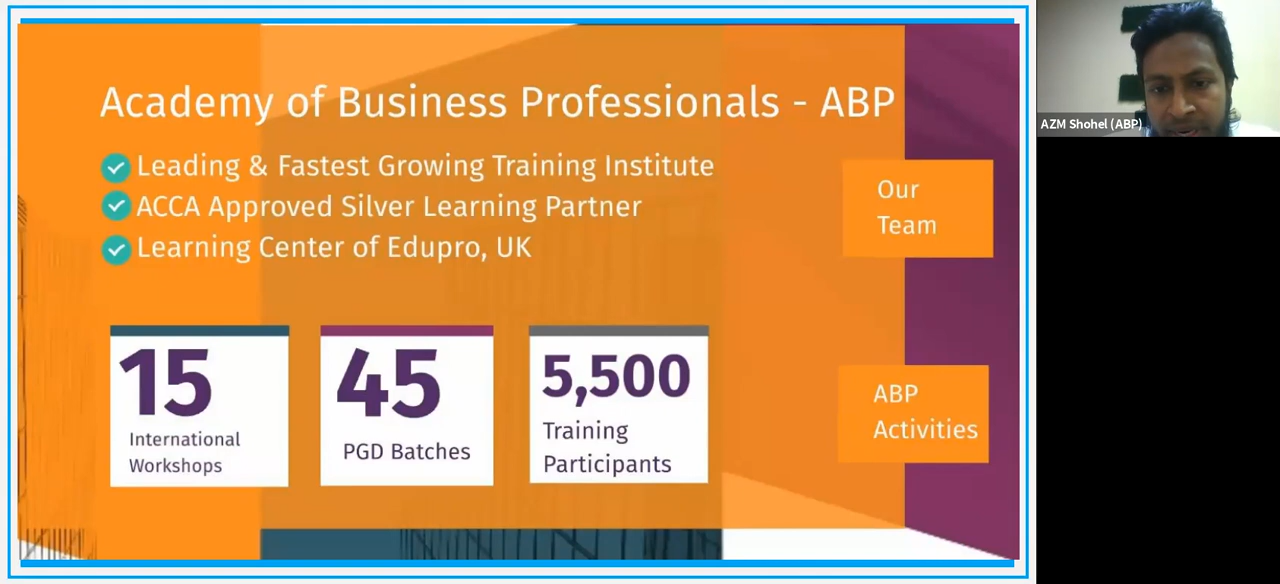 Academy of Business Professionals - ABP
Leading & Fastest Growing Training Institute
ACCA Approved Silver Learning Partner
Learning Center of Edupro, UK
15
International
Workshops
45
PGD Batches
5,500
Training
Participants
Our
Team
ABP
Activities
AZM Shohel (ABP)